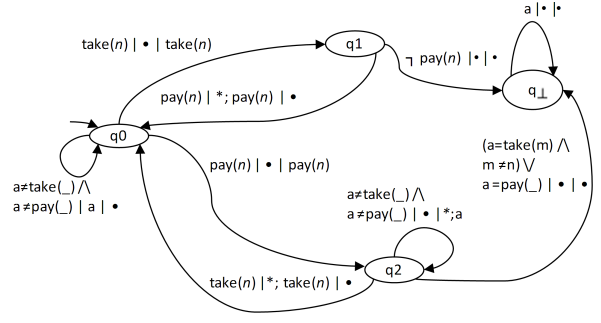 a |• |•
take(n) | • | take(n)
q1
¬ pay(n) |• | •
q⊥
pay(n) | *; pay(n) | •
q0
(a=take(m) /\
m ≠n) \/
a =pay(_) | • | •
pay(n) | • | pay(n)
a≠take(_) /\
a ≠pay(_) | a | •
a≠take(_) /\
a ≠pay(_) | • |*;a
q2
take(n) |*; take(n) | •